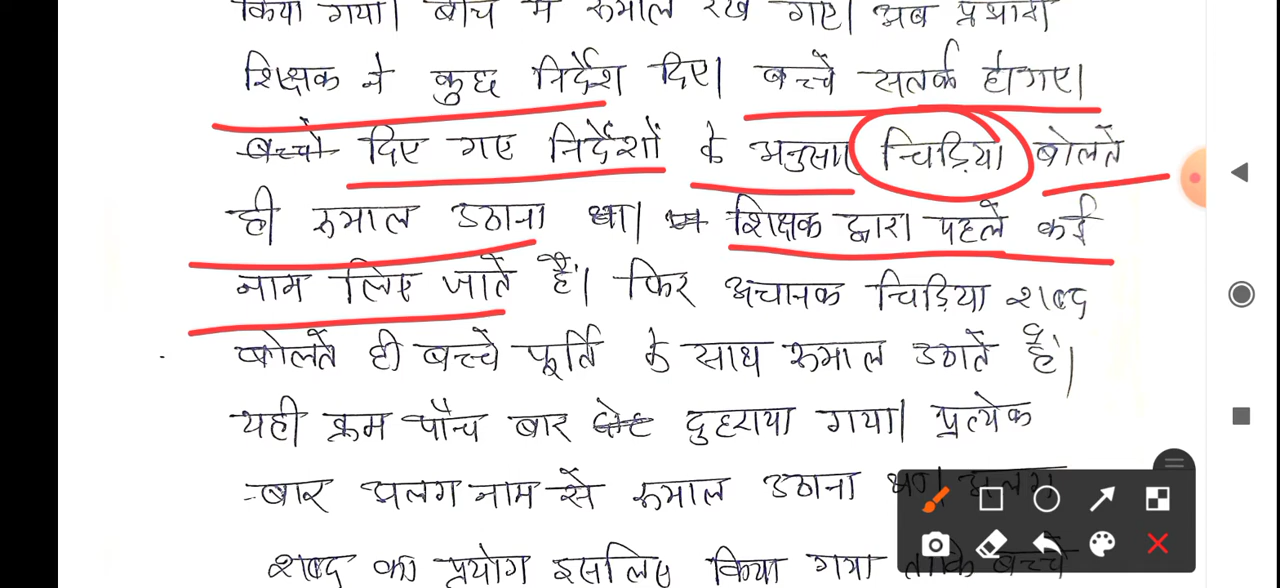 किया गया। बीच में रुमाल रखे गए। अब प्रभारी
शिक्षक ने कुछ निर्देश दिए। बच्चे सतर्क हो गए।
बच्चो दिए गए निर्देशों के अनुसार चिड़िया बोलते
ही रुमाल उठाना था। शिक्षक द्वारा पहले कई
नाम लिए जाते हैं। फिर अचानक चिड़िया शब्द
बोलते ही बच्चे फूर्ति के साथ रुमाल उठाते है।
यही क्रम पाँच बार दुहराया गया। प्रत्येक
बार अलग नाम से रुमाल उठाना था। अलग
शब्द का प्रयोग इसलिए किया गया ताकि बच्चे